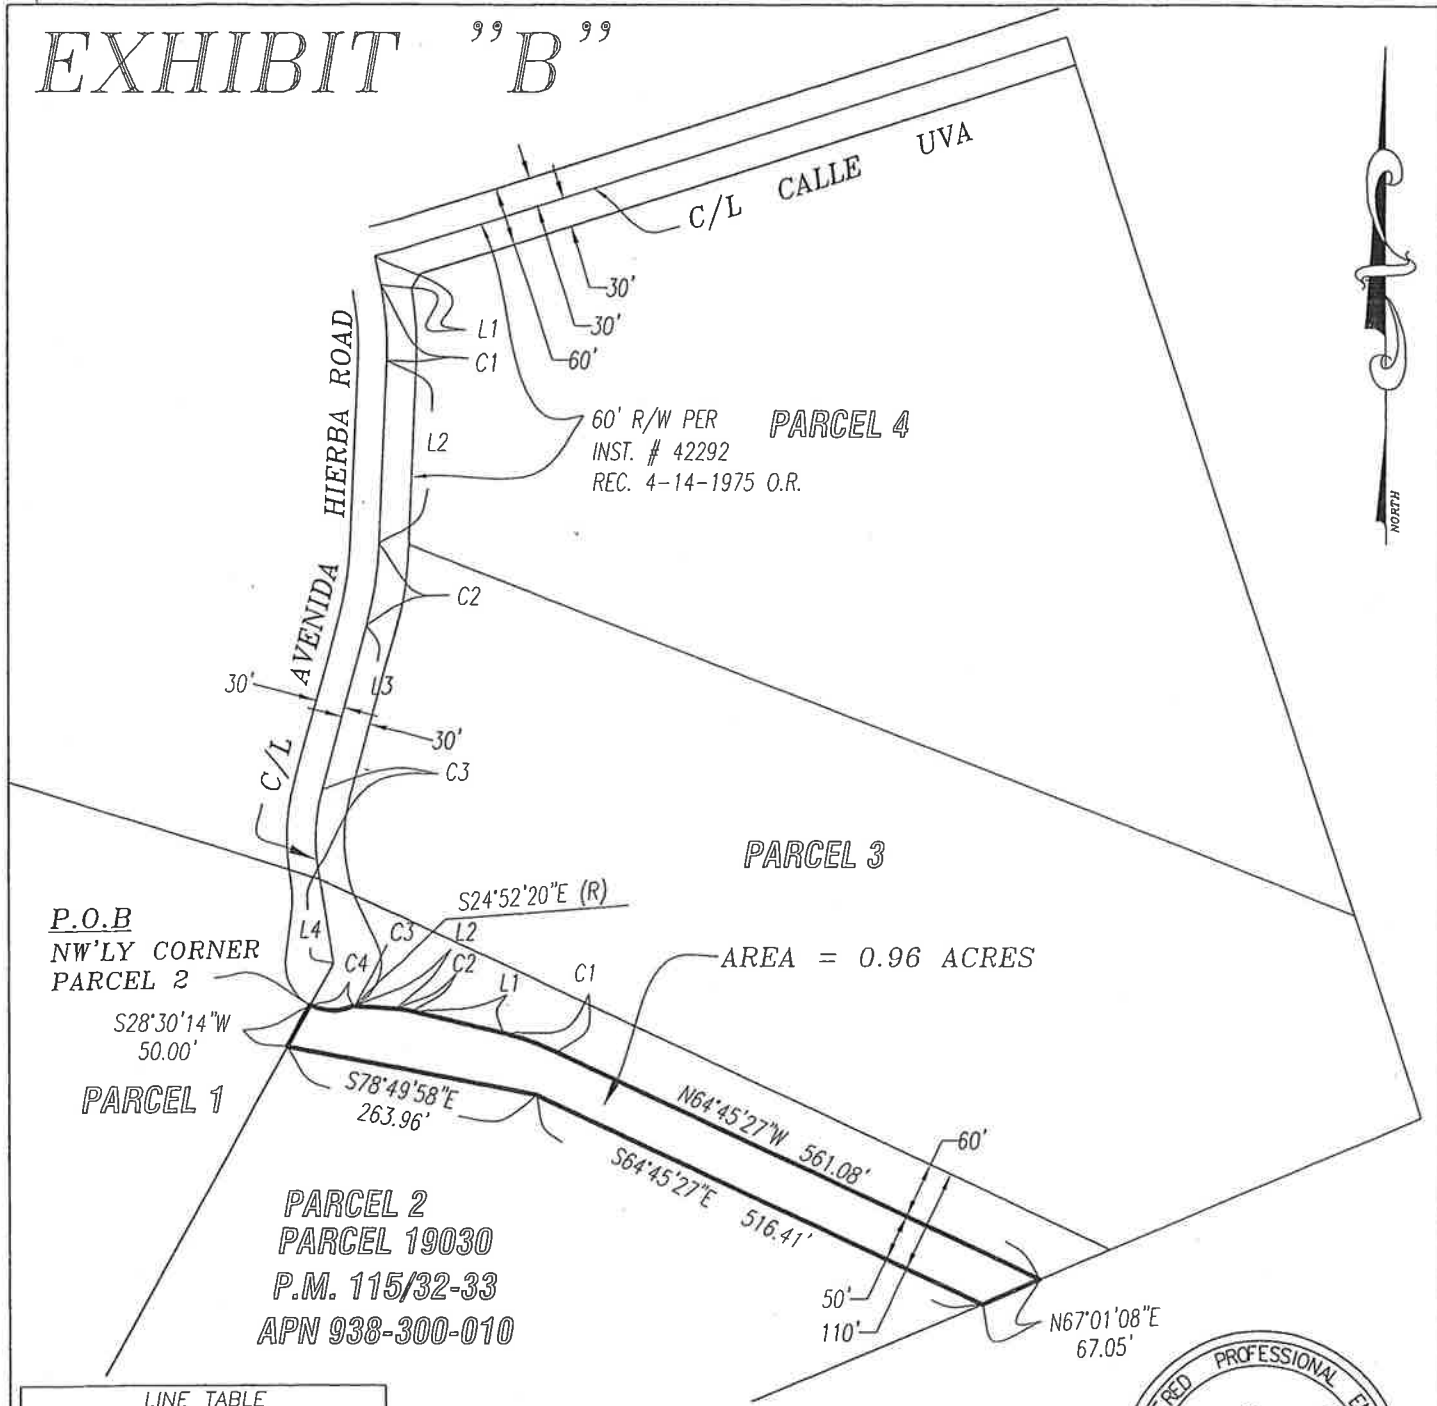 EXHIBIT "B"
C/L CALLE UVA
30'
30'
60'
L1
C1
AVENIDA HIERBA ROAD
L2
60' R/W PER
INST. # 42292
REC. 4-14-1975 O.R.
PARCEL 4
NORTH
C2
L3
30'
30'
C/L
C3
PARCEL 3
S24°52'20"E (R)
P.O.B
NW'LY CORNER
PARCEL 2
L4
C4
C3
L2
C2
L1
C1
AREA = 0.96 ACRES
S28°30'14"W
50.00'
PARCEL 1
S78°49'58"E
263.96'
N64°45'27"W 561.08'
S64°45'27"E 516.41'
60'
50'
110'
N67°01'08"E
67.05'
PARCEL 2
PARCEL 19030
P.M. 115/32-33
APN 938-300-010
LINE TABLE
PROFESSIONAL